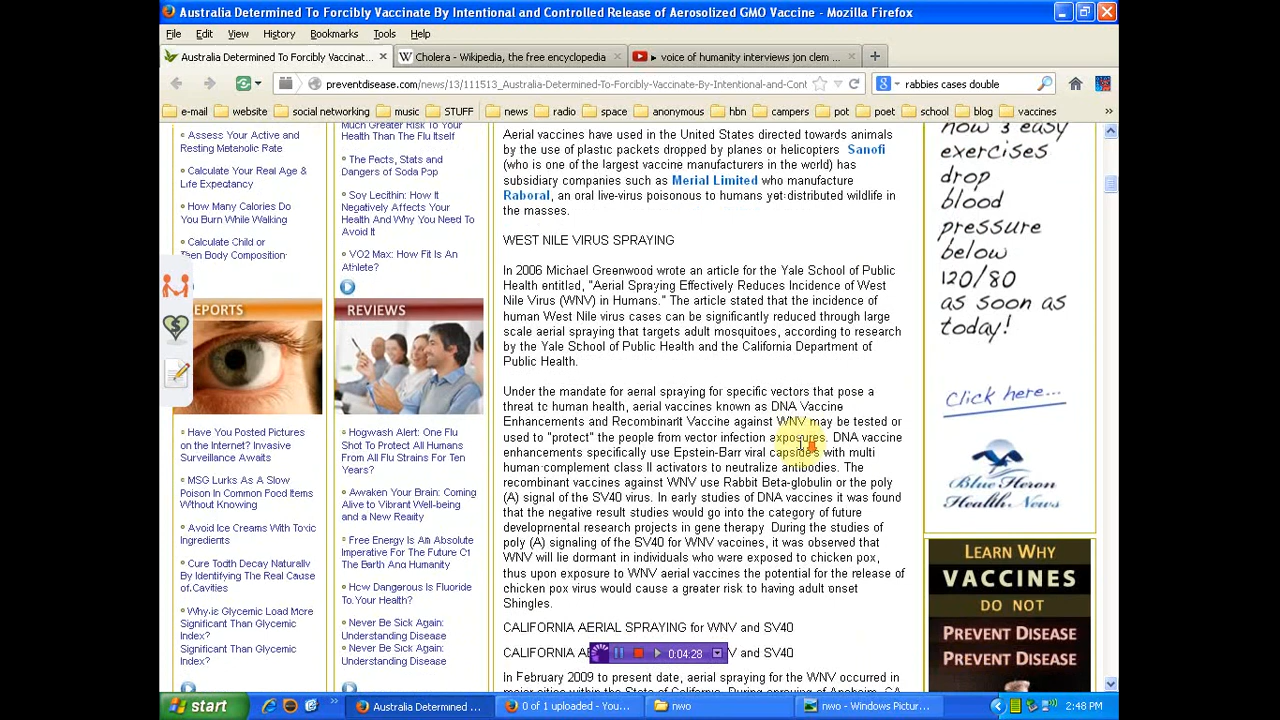 Australia Determined To Forcibly Vaccinate By Intentional and Controlled Release of Aerosolized GMO Vaccine - Mozilla Firefox
File Edit View History Bookmarks Tools Help
Australia Determined To Forcibly Vaccinat... Cholera - Wikipedia, the free encyclopedia voice of humanity interviews jon clem ...
preventdisease.com/news/13/111513_Australia-Determined-To-Forcibly-Vaccinate-By-Intentional-and-Cont rabbies cases double
e-mail website social networking music STUFF news radio space anonymous hbn campers pot poet school blog vaccines
Assess Your Active and
Resting Metabolic Rate
Calculate Your Real Age &
Life Expectancy
How Many Calories Do
You Burn While Walking
Calculate Child or
Teen Body Composition
EPORTS
Have You Posted Pictures
on the Internet? Invasive
Surveillance Awaits
MSG Lurks As A Slow
Poison In Common Food Items
Without Knowing
Avoid Ice Creams With Toxic
Ingredients
Cure Tooth Decay Naturally
By Identifying The Real Cause
of Cavities
Why is Glycemic Load More
Significant Than Glycemic
Index?
Significant Than Glycemic
Index?
Much Greater Risk To Your
Health Than The Flu Itself
The Facts, Stats and
Dangers of Soda Pop
Soy Lecithin: How It
Negatively Affects Your
Health And Why You Need To
Avoid It
VO2 Max: How Fit Is An
Athlete?
REVIEWS
Hogwash Alert: One Flu
Shot To Protect All Humans
From All Flu Strains For Ten
Years?
Awaken Your Brain: Coming
Alive to Vibrant Well-being
and a New Reality
Free Energy Is Am Absolute
Imperative For The Future Of
The Earth And Humanity
How Dangerous Is Fluoride
To Your Health?
Never Be Sick Again:
Understanding Disease
Never Be Sick Again:
Understanding Disease
Aerial vaccines have used in the United States directed towards animals
by the use of plastic packets dropped by planes or helicopters. Sanofi
(who is one of the largest vaccine manufacturers in the world) has
subsidiary companies such as Merial Limited who manufacture
Raboral, an oral live-virus poisonous to humans yet distributed wildlife in
the masses.
WEST NILE VIRUS SPRAYING
In 2006 Michael Greenwood wrote an article for the Yale School of Public
Health entitled, "Aerial Spraying Effectively Reduces Incidence of West
Nile Virus (WNV) in Humans." The article stated that the incidence of
human West Nile virus cases can be significantly reduced through large
scale aerial spraying that targets adult mosquitoes, according to research
by the Yale School of Public Health and the California Department of
Public Health.
Under the mandate for aerial spraying for specific vectors that pose a
threat to human health, aerial vaccines known as DNA Vaccine
Enhancements and Recombinant Vaccine against WNV may be tested or
used to "protect" the people from vector infection exposures. DNA vaccine
enhancements specifically use Epstein-Barr viral capside's with multi
human complement class II activators to neutralize antibodies. The
recombinant vaccines against WNV use Rabbit Beta-globulin or the poly
(A) signal of the SV40 virus. In early studies of DNA vaccines it was found
that the negative result studies would go into the category of future
developmental research projects in gene therapy. During the studies of
poly (A) signaling of the SV40 for WNV vaccines, it was observed that
WNV will lie dormant in individuals who were exposed to chicken pox,
thus upon exposure to WNV aerial vaccines the potential for the release of
chicken pox virus would cause a greater risk to having adult onset
Shingles.
CALIFORNIA AERIAL SPRAYING for WNV and SV40
CALIFORNIA AE V and SV40
In February 2009 to present date, aerial spraying for the WNV occurred in
exercises
drop
blood
pressure
below
120/80
as soon as
today!
Click here...
Blue Heron
Health News
LEARN WHY
VACCINES
DO NOT
PREVENT DISEASE
PREVENT DISEASE
0:04:28
start Australia Determined ... 0 of 1 uploaded - You... nwo nwo - Windows Pictur... 2:48 PM